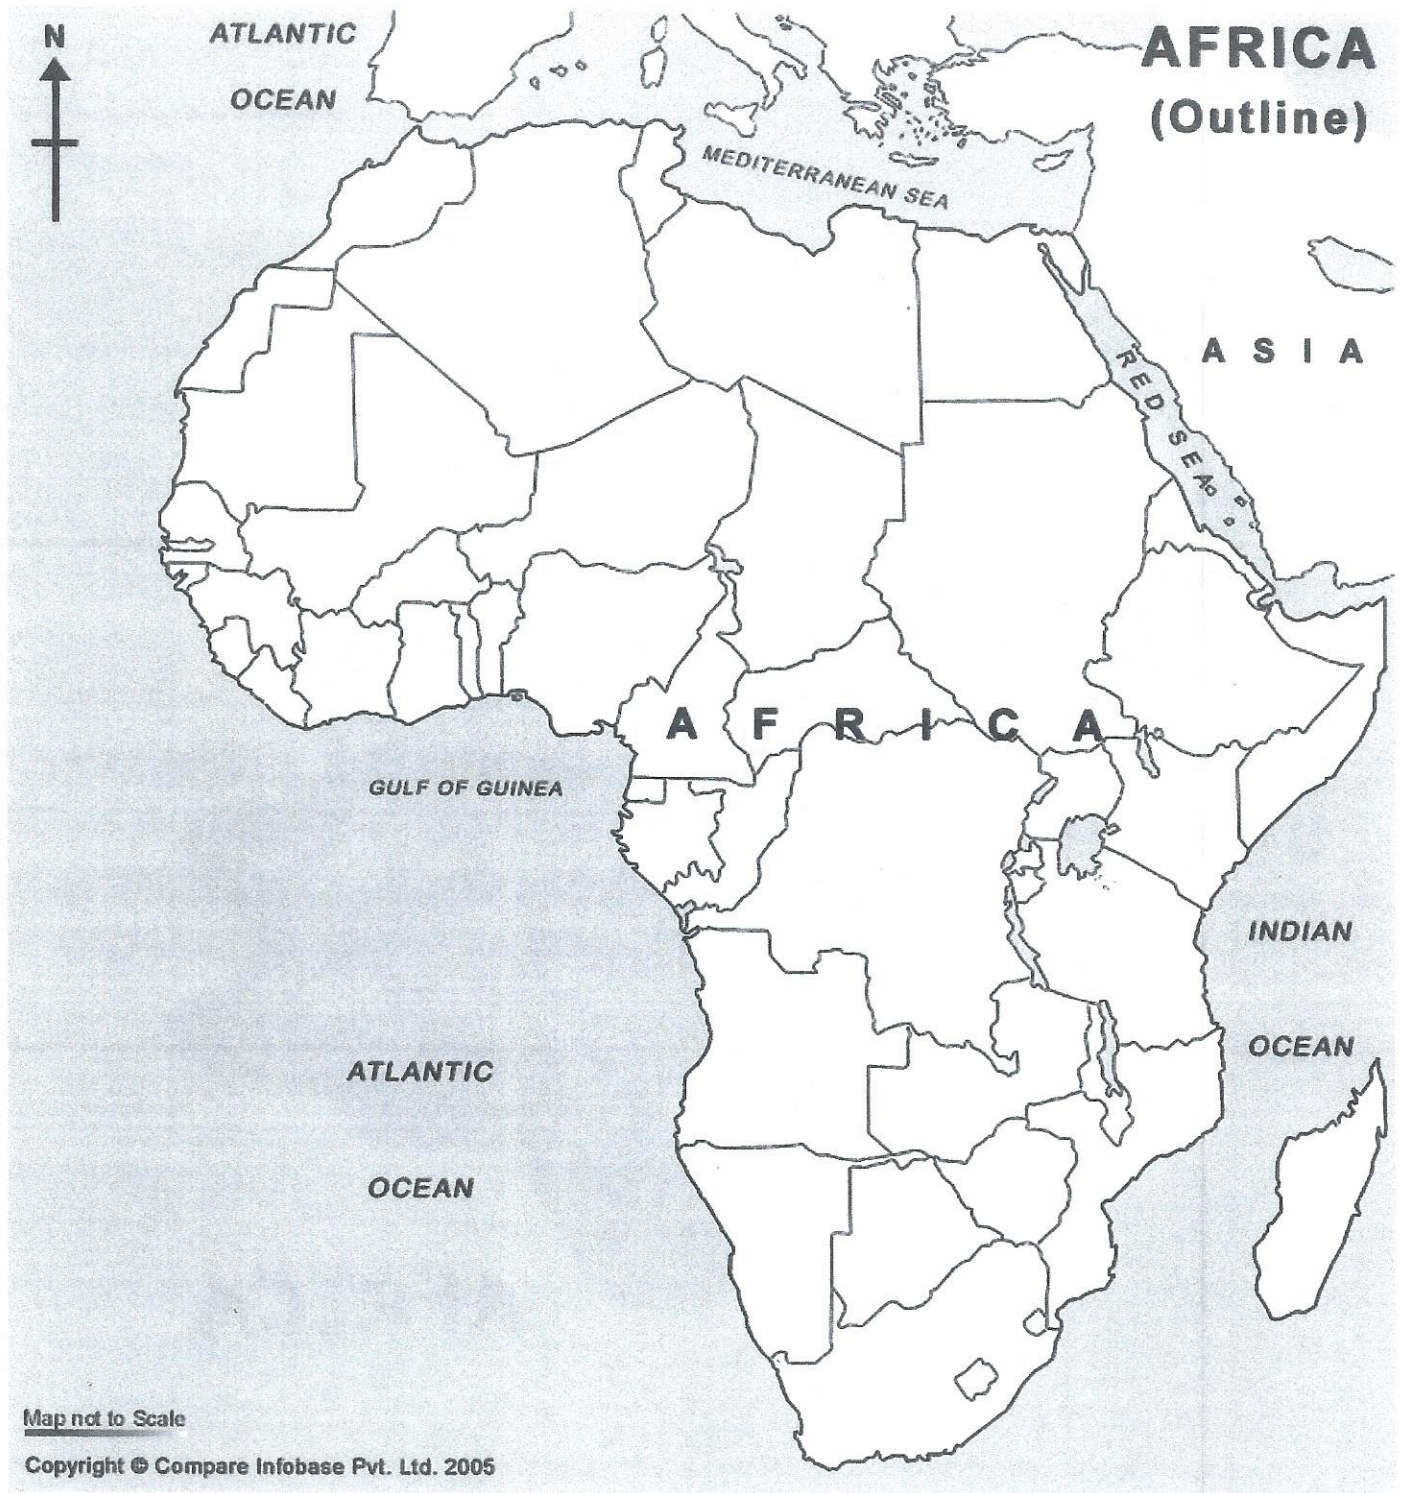 N
ATLANTIC
OCEAN
AFRICA
(Outline)
MEDITERRANEAN SEA
ASIA
RED SEA
AFRICA
GULF OF GUINEA
INDIAN
OCEAN
ATLANTIC
OCEAN
Map not to Scale
Copyright © Compare Infobase Pvt. Ltd. 2005